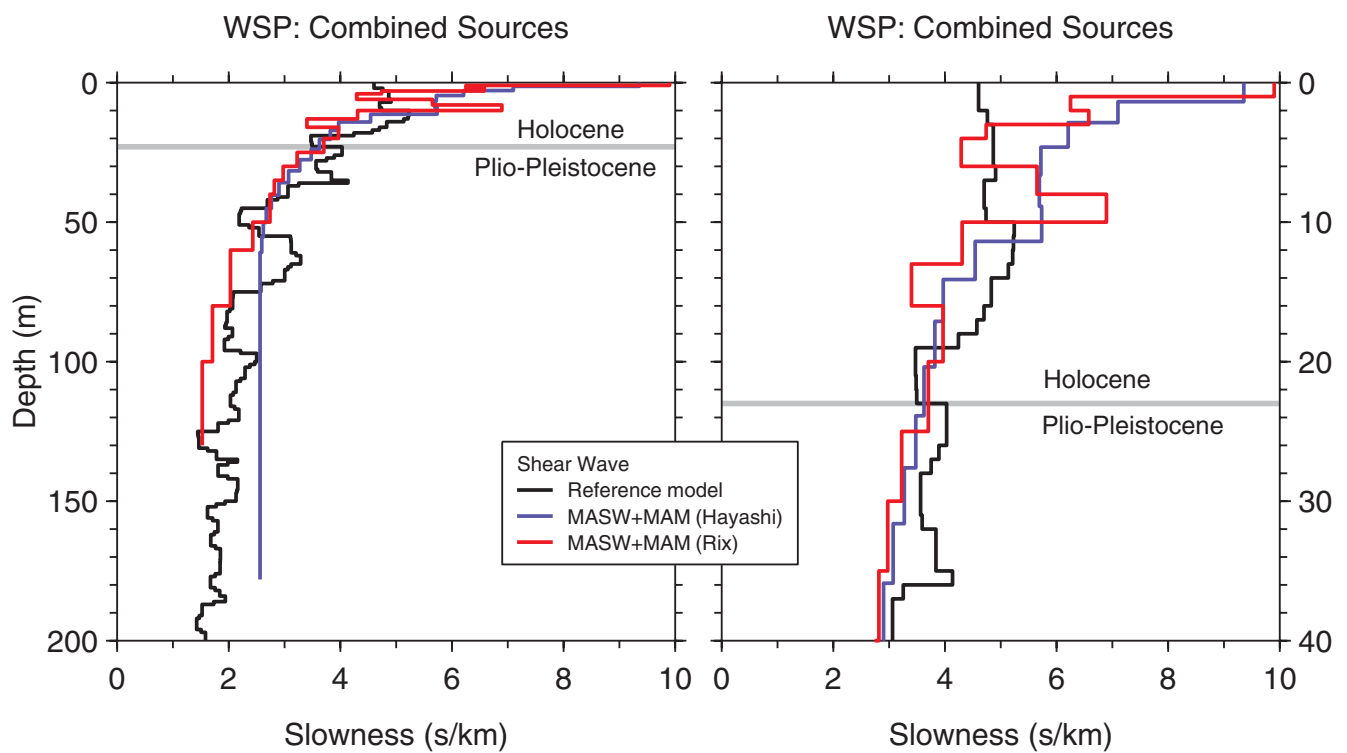 WSP: Combined Sources
0
50
100
150
200
Depth (m)
Holocene
Plio-Pleistocene
0
2
4
6
8
10
Slowness (s/km)
Shear Wave
Reference model
MASW+MAM (Hayashi)
MASW+MAM (Rix)
WSP: Combined Sources
0
10
20
30
40
Holocene
Plio-Pleistocene
0
2
4
6
8
10
Slowness (s/km)